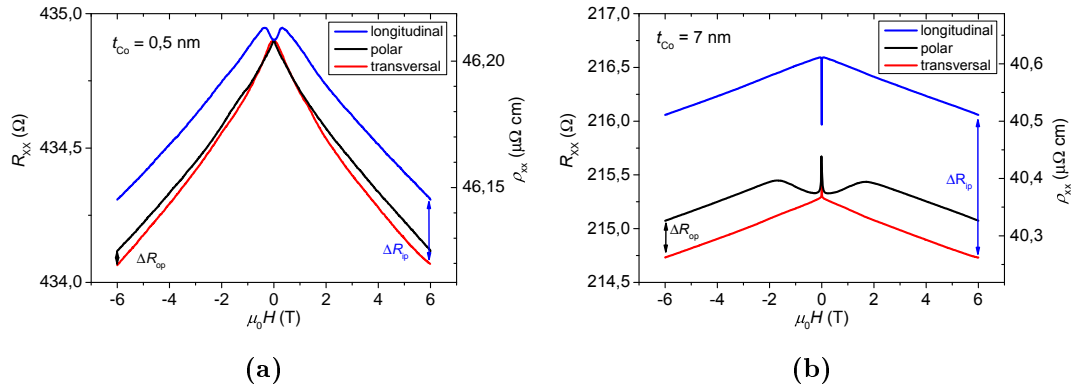 435,0
434,5
434,0
R_XX (Ω)
t_Co = 0,5 nm
longitudinal
polar
transversal
ΔR_op
ΔR_ip
46,20
46,15
ρ_xx (μΩ cm)
-6 -4 -2 0 2 4 6
μ_0H (T)
(a)
217,0
216,5
216,0
215,5
215,0
214,5
R_XX (Ω)
t_Co = 7 nm
longitudinal
polar
transversal
ΔR_op
ΔR_ip
40,6
40,5
40,4
40,3
ρ_xx (μΩ cm)
-6 -4 -2 0 2 4 6
μ_0H (T)
(b)